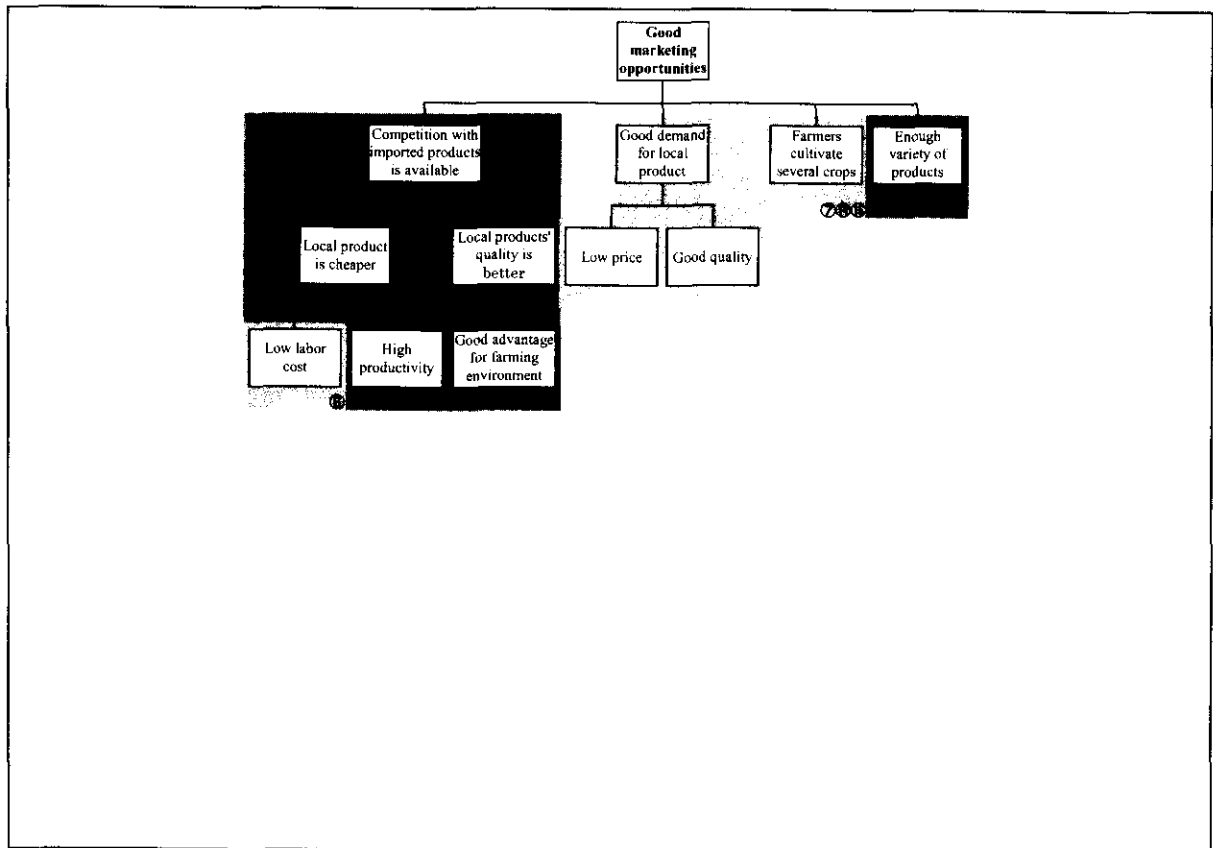 Good
marketing
opportunities
Competition with
imported products
is available
Good demand
for local
product
Farmers
cultivate
several crops
Enough
variety of
products
⑦
Local product
is cheaper
Local products'
quality is
better
Low price
Good quality
Low labor
cost
High
productivity
Good advantage
for farming
environment